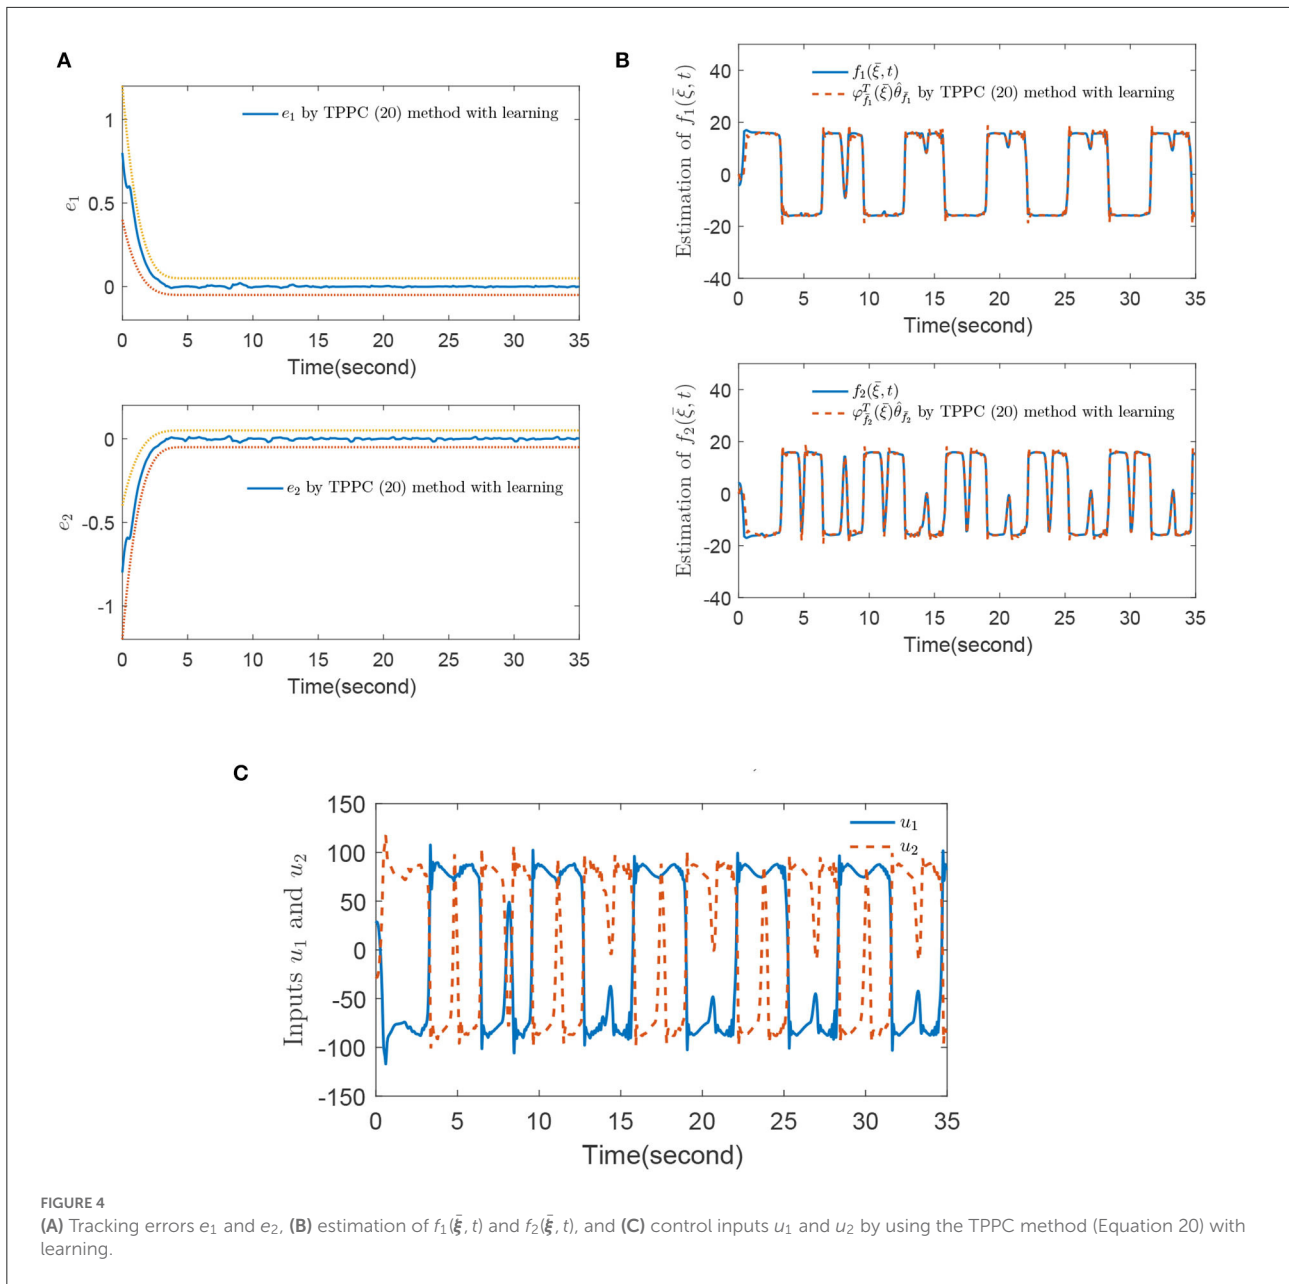 A
1
0.5
0
e₁
e₁ by TPPC (20) method with learning
0 5 10 15 20 25 30 35
Time(second)
0
-0.5
-1
e₂
e₂ by TPPC (20) method with learning
0 5 10 15 20 25 30 35
Time(second)
B
40
20
0
-20
-40
Estimation of f₁(ξ̄, t)
f₁(ξ̄, t)
φᵀ_f̄₁(ξ̄)θ̂_f̄₁ by TPPC (20) method with learning
0 5 10 15 20 25 30 35
Time(second)
40
20
0
-20
-40
Estimation of f₂(ξ̄, t)
f₂(ξ̄, t)
φᵀ_f̄₂(ξ̄)θ̂_f̄₂ by TPPC (20) method with learning
0 5 10 15 20 25 30 35
Time(second)
C
150
100
50
0
-50
-100
-150
Inputs u₁ and u₂
u₁
u₂
0 5 10 15 20 25 30 35
Time(second)
FIGURE 4
(A) Tracking errors e₁ and e₂, (B) estimation of f₁(ξ̄, t) and f₂(ξ̄, t), and (C) control inputs u₁ and u₂ by using the TPPC method (Equation 20) with
learning.